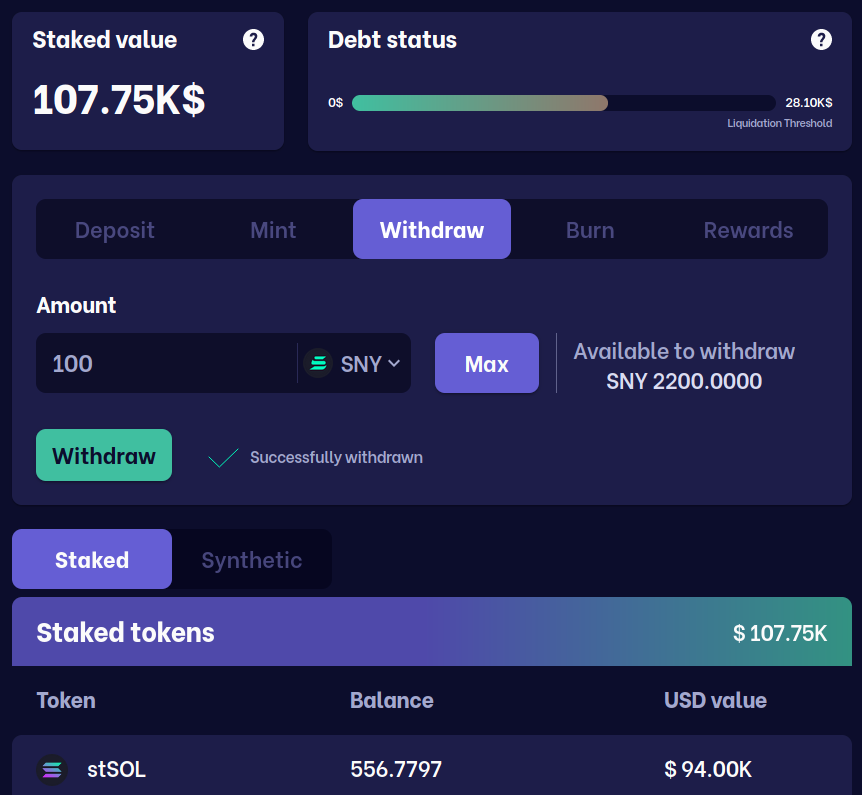 Staked value ?
107.75K$
Debt status ?
0$ 28.10K$
Liquidation Threshold
Deposit Mint Withdraw Burn Rewards
Amount
100 SNY Max
Available to withdraw
SNY 2200.0000
Withdraw Successfully withdrawn
Staked Synthetic
Staked tokens $ 107.75K
Token Balance USD value
stSOL 556.7797 $ 94.00K